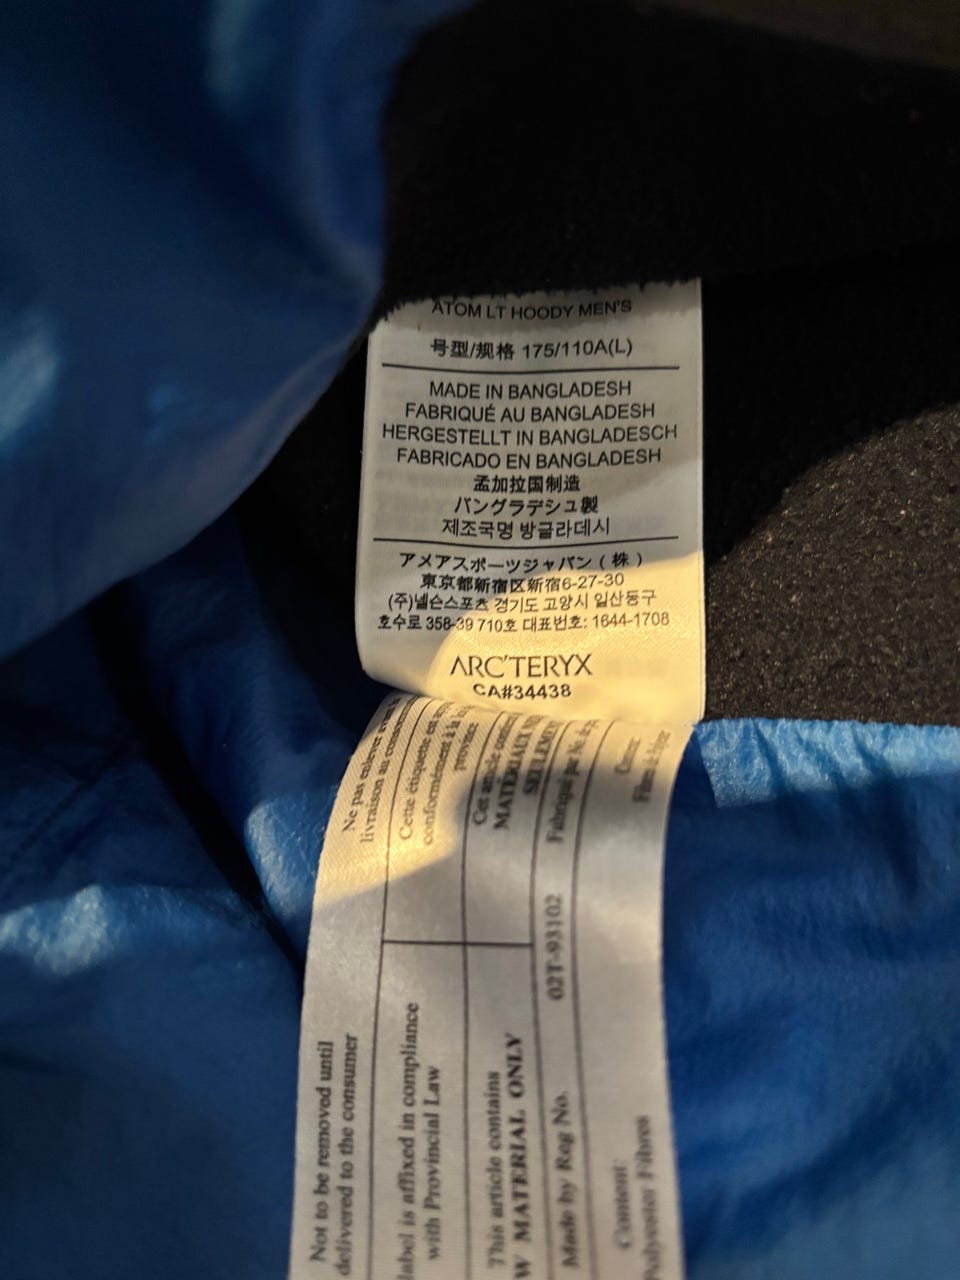 ATOM LT HOODY MEN'S
号型/规格 175/110A(L)
MADE IN BANGLADESH
FABRIQUÉ AU BANGLADESH
HERGESTELLT IN BANGLADESCH
FABRICADO EN BANGLADESH
孟加拉国制造
バングラデシュ製
제조국명 방글라데시
アメアスポーツジャパン（株）
東京都新宿区新宿6-27-30
(주)넬슨스포츠 경기도 고양시 일산동구
호수로 358-39 710호 대표번호: 1644-1708
ARC'TERYX
CA#34438
Not to be removed until
delivered to the consumer
Ne pas enlever avant
livraison au
label is affixed in compliance
with Provincial Law
Cette étiquette est
conformément à la
province
This article contains
W MATERIAL ONLY
Cet article
MATERIAUX
SEULEMENT
Made by Reg No. 02T-93102 Fabriqué par No.
Content:
Polyester Fibres